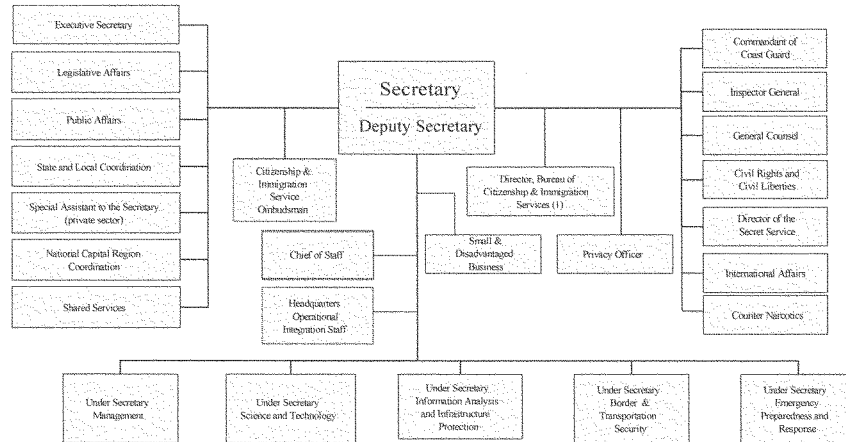 Executive Secretary
Legislative Affairs
Public Affairs
State and Local Coordination
Special Assistant to the Secretary
(private sector)
National Capital Region
Coordination
Shared Services
Secretary
Deputy Secretary
Citizenship &
Immigration
Service
Ombudsman
Director, Bureau of
Citizenship & Immigration
Services (1)
Chief of Staff
Small &
Disadvantaged
Business
Privacy Officer
Headquarters
Operational
Integration Staff
Commandant of
Coast Guard
Inspector General
General Counsel
Civil Rights and
Civil Liberties
Director of the
Secret Service
International Affairs
Counter Narcotics
Under Secretary
Management
Under Secretary
Science and Technology
Under Secretary
Information Analysis
and Infrastructure
Protection
Under Secretary
Border &
Transportation
Security
Under Secretary
Emergency
Preparedness and
Response